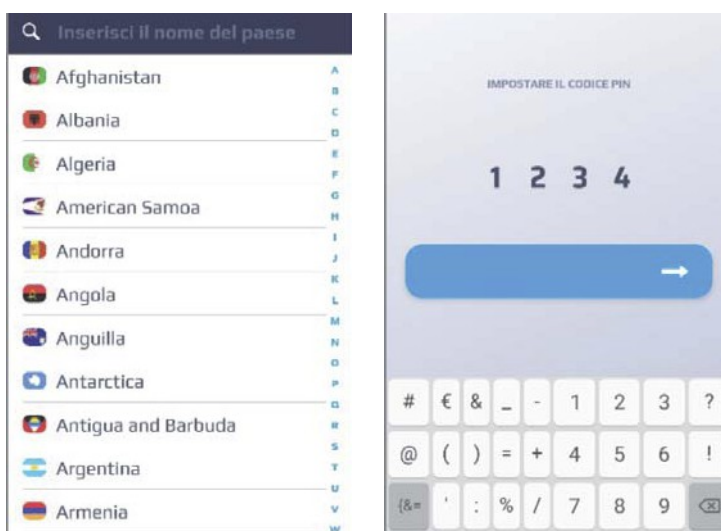 Inserisci il nome del paese
Afghanistan
Albania
Algeria
American Samoa
Andorra
Angola
Anguilla
Antarctica
Antigua and Barbuda
Argentina
Armenia
A
B
C
D
E
F
G
H
I
J
K
L
M
N
O
P
Q
R
S
T
U
V
W
IMPOSTARE IL CODICE PIN
1 2 3 4
# € & _ - 1 2 3 ?
@ ( ) = + 4 5 6 !
{&= ' : % / 7 8 9